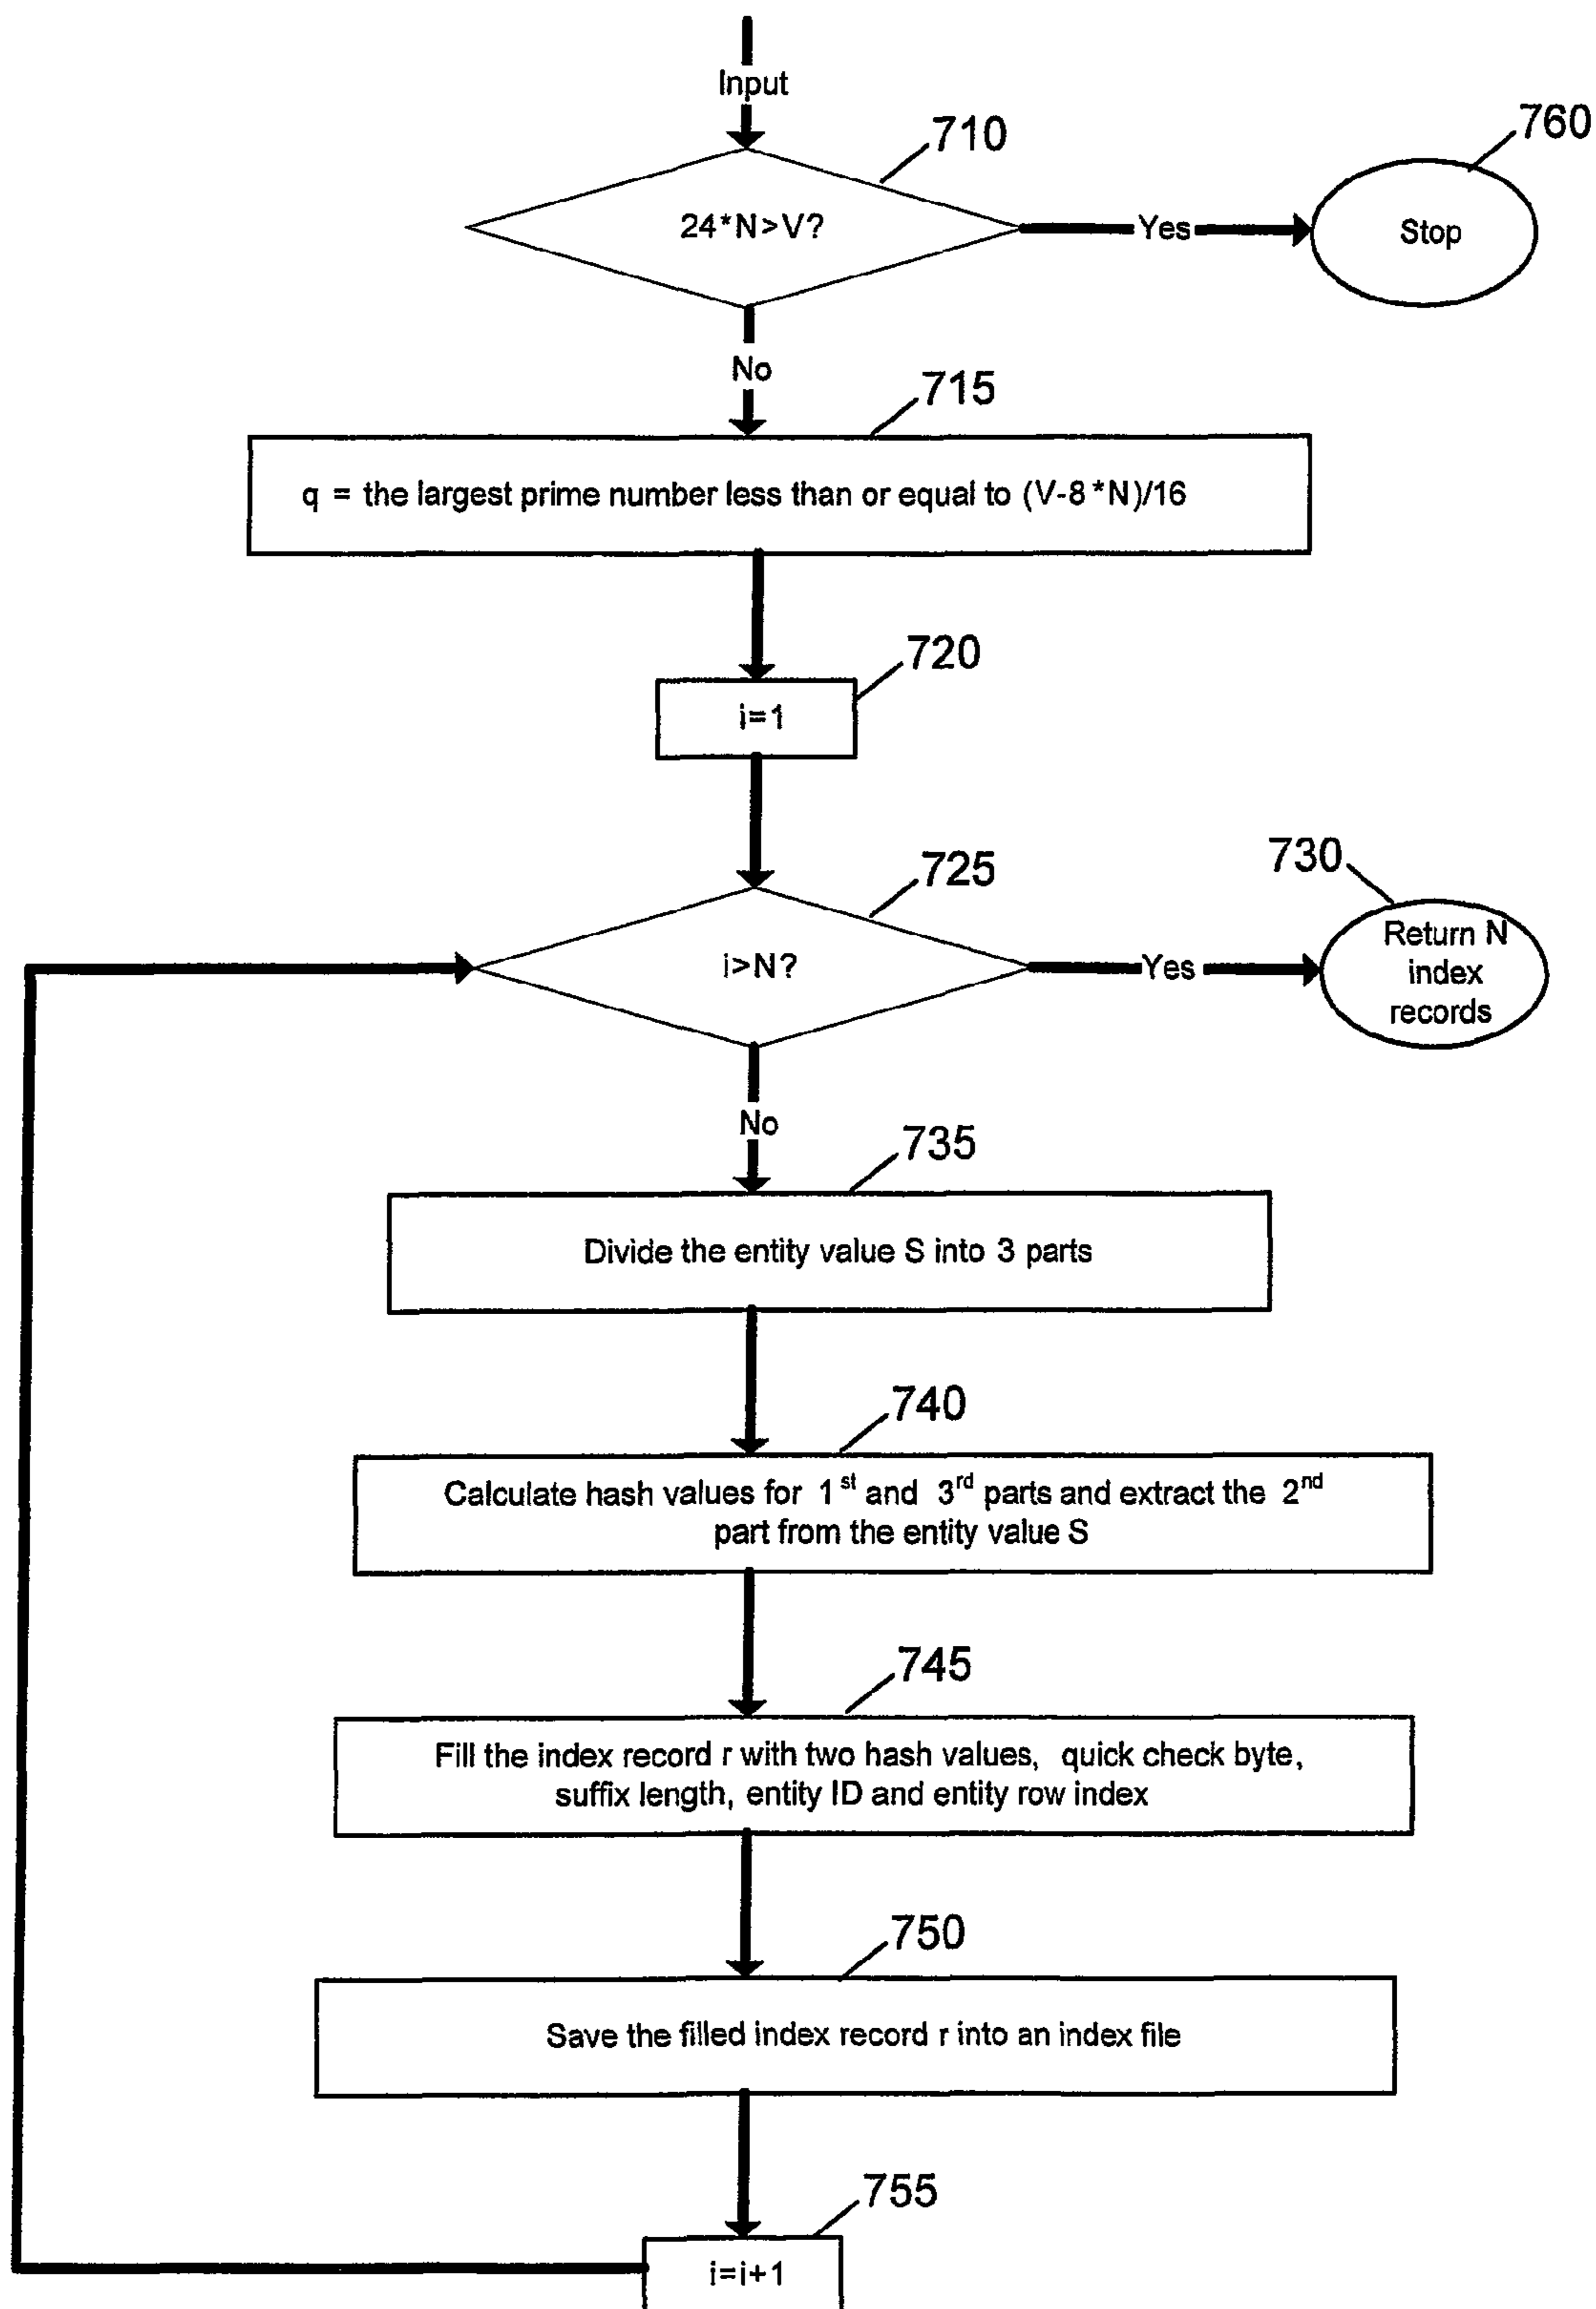 Input
710
760
24*N>V?
Yes
Stop
No
715
q = the largest prime number less than or equal to (V-8*N)/16
720
i=1
725
730
i>N?
Yes
Return N
index
records
No
735
Divide the entity value S into 3 parts
740
Calculate hash values for 1st and 3rd parts and extract the 2nd
part from the entity value S
745
Fill the index record r with two hash values, quick check byte,
suffix length, entity ID and entity row index
750
Save the filled index record r into an index file
755
i=i+1